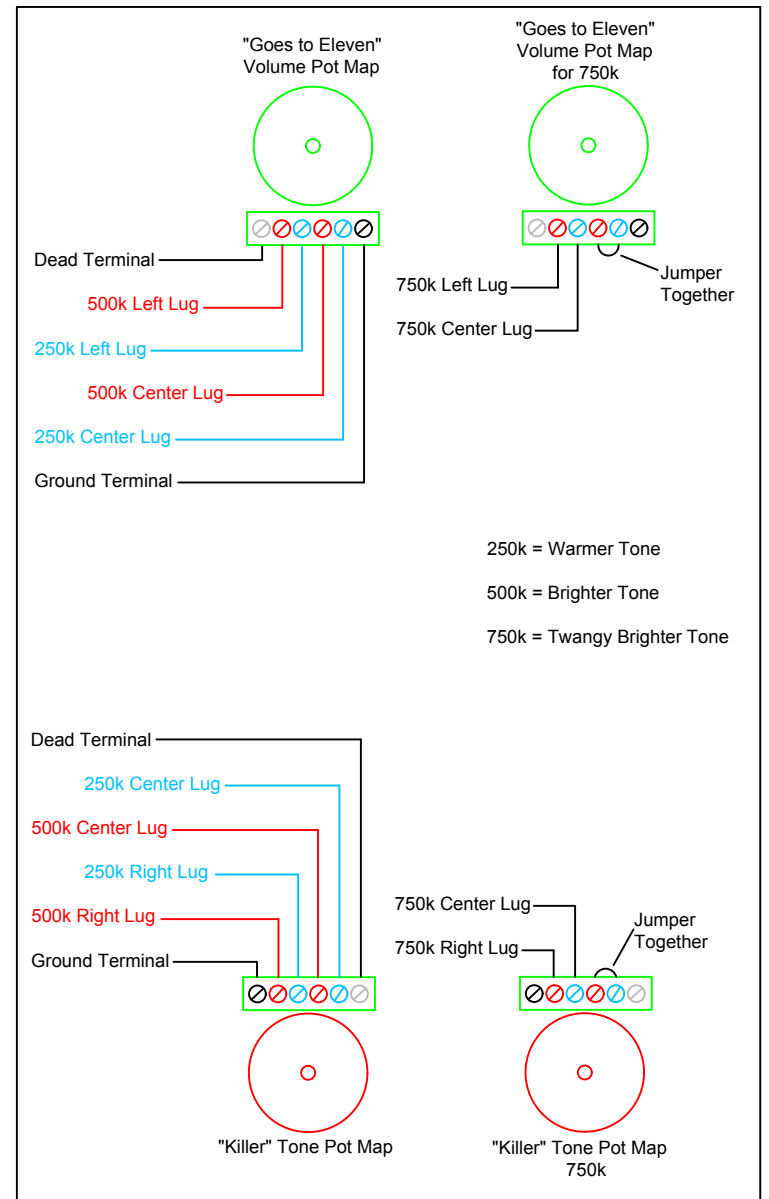 "Goes to Eleven"
Volume Pot Map
"Goes to Eleven"
Volume Pot Map
for 750k
Dead Terminal
500k Left Lug
250k Left Lug
500k Center Lug
250k Center Lug
Ground Terminal
750k Left Lug
750k Center Lug
Jumper
Together
250k = Warmer Tone
500k = Brighter Tone
750k = Twangy Brighter Tone
Dead Terminal
250k Center Lug
500k Center Lug
250k Right Lug
500k Right Lug
Ground Terminal
750k Center Lug
750k Right Lug
Jumper
Together
"Killer" Tone Pot Map
"Killer" Tone Pot Map
750k